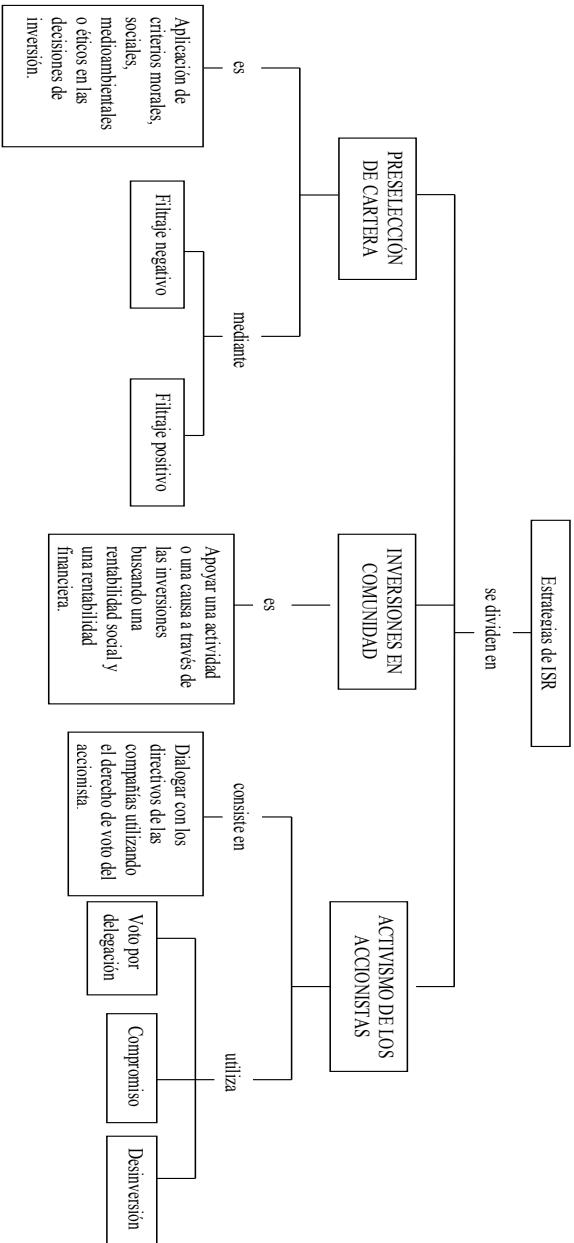 Estrategias de ISR
se dividen en
PRESELECCIÓN
DE CARTERA
INVERSIONES EN
COMUNIDAD
ACTIVISMO DE LOS
ACCIONISTAS
es
mediante
es
consiste en
utiliza
Aplicación de
criterios morales,
sociales,
medioambientales
o éticos en las
decisiones de
inversión.
Filtraje negativo
Filtraje positivo
Apoyar una actividad
o una causa a través de
las inversiones
buscando una
rentabilidad social y
una rentabilidad
financiera.
Dialogar con los
directivos de las
compañías utilizando
el derecho de voto del
accionista.
Voto por
delegación
Compromiso
Desinversión